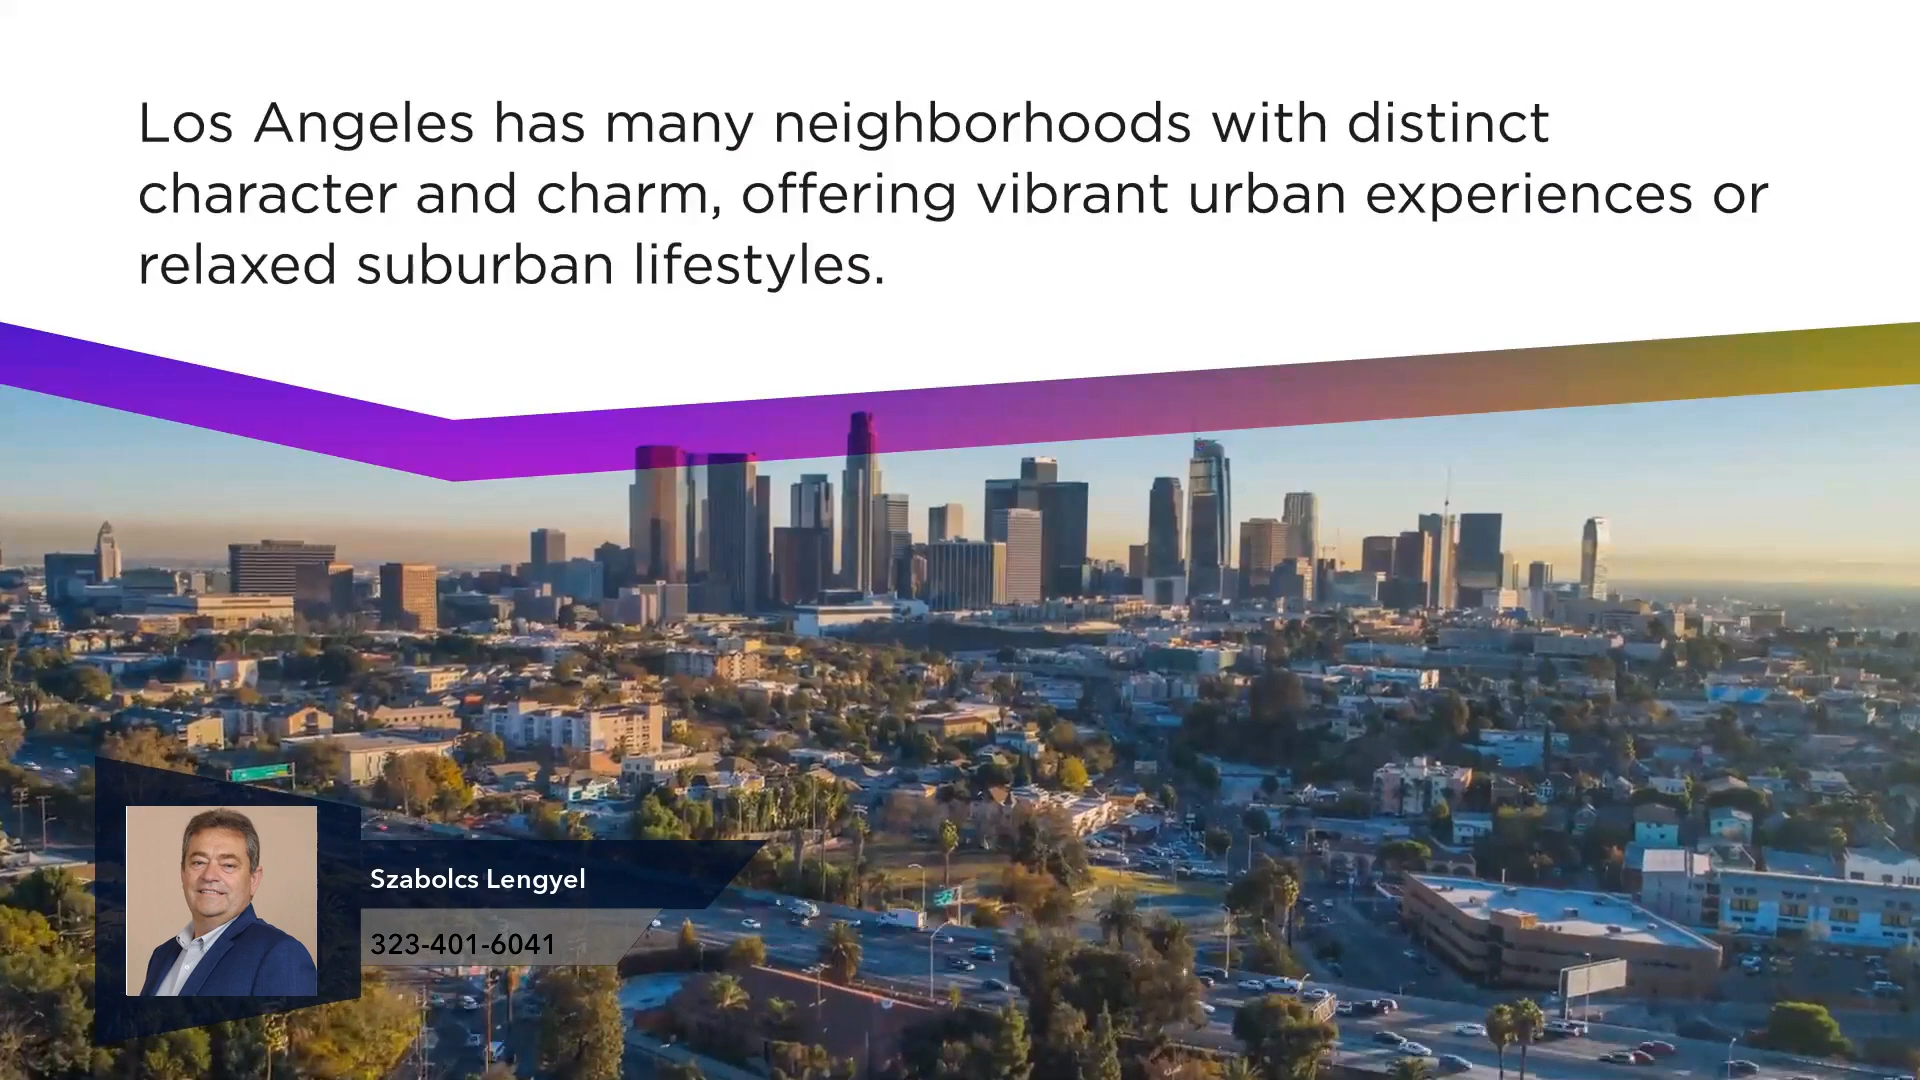 Los Angeles has many neighborhoods with distinct
character and charm, offering vibrant urban experiences or
relaxed suburban lifestyles.
Szabolcs Lengyel
323-401-6041